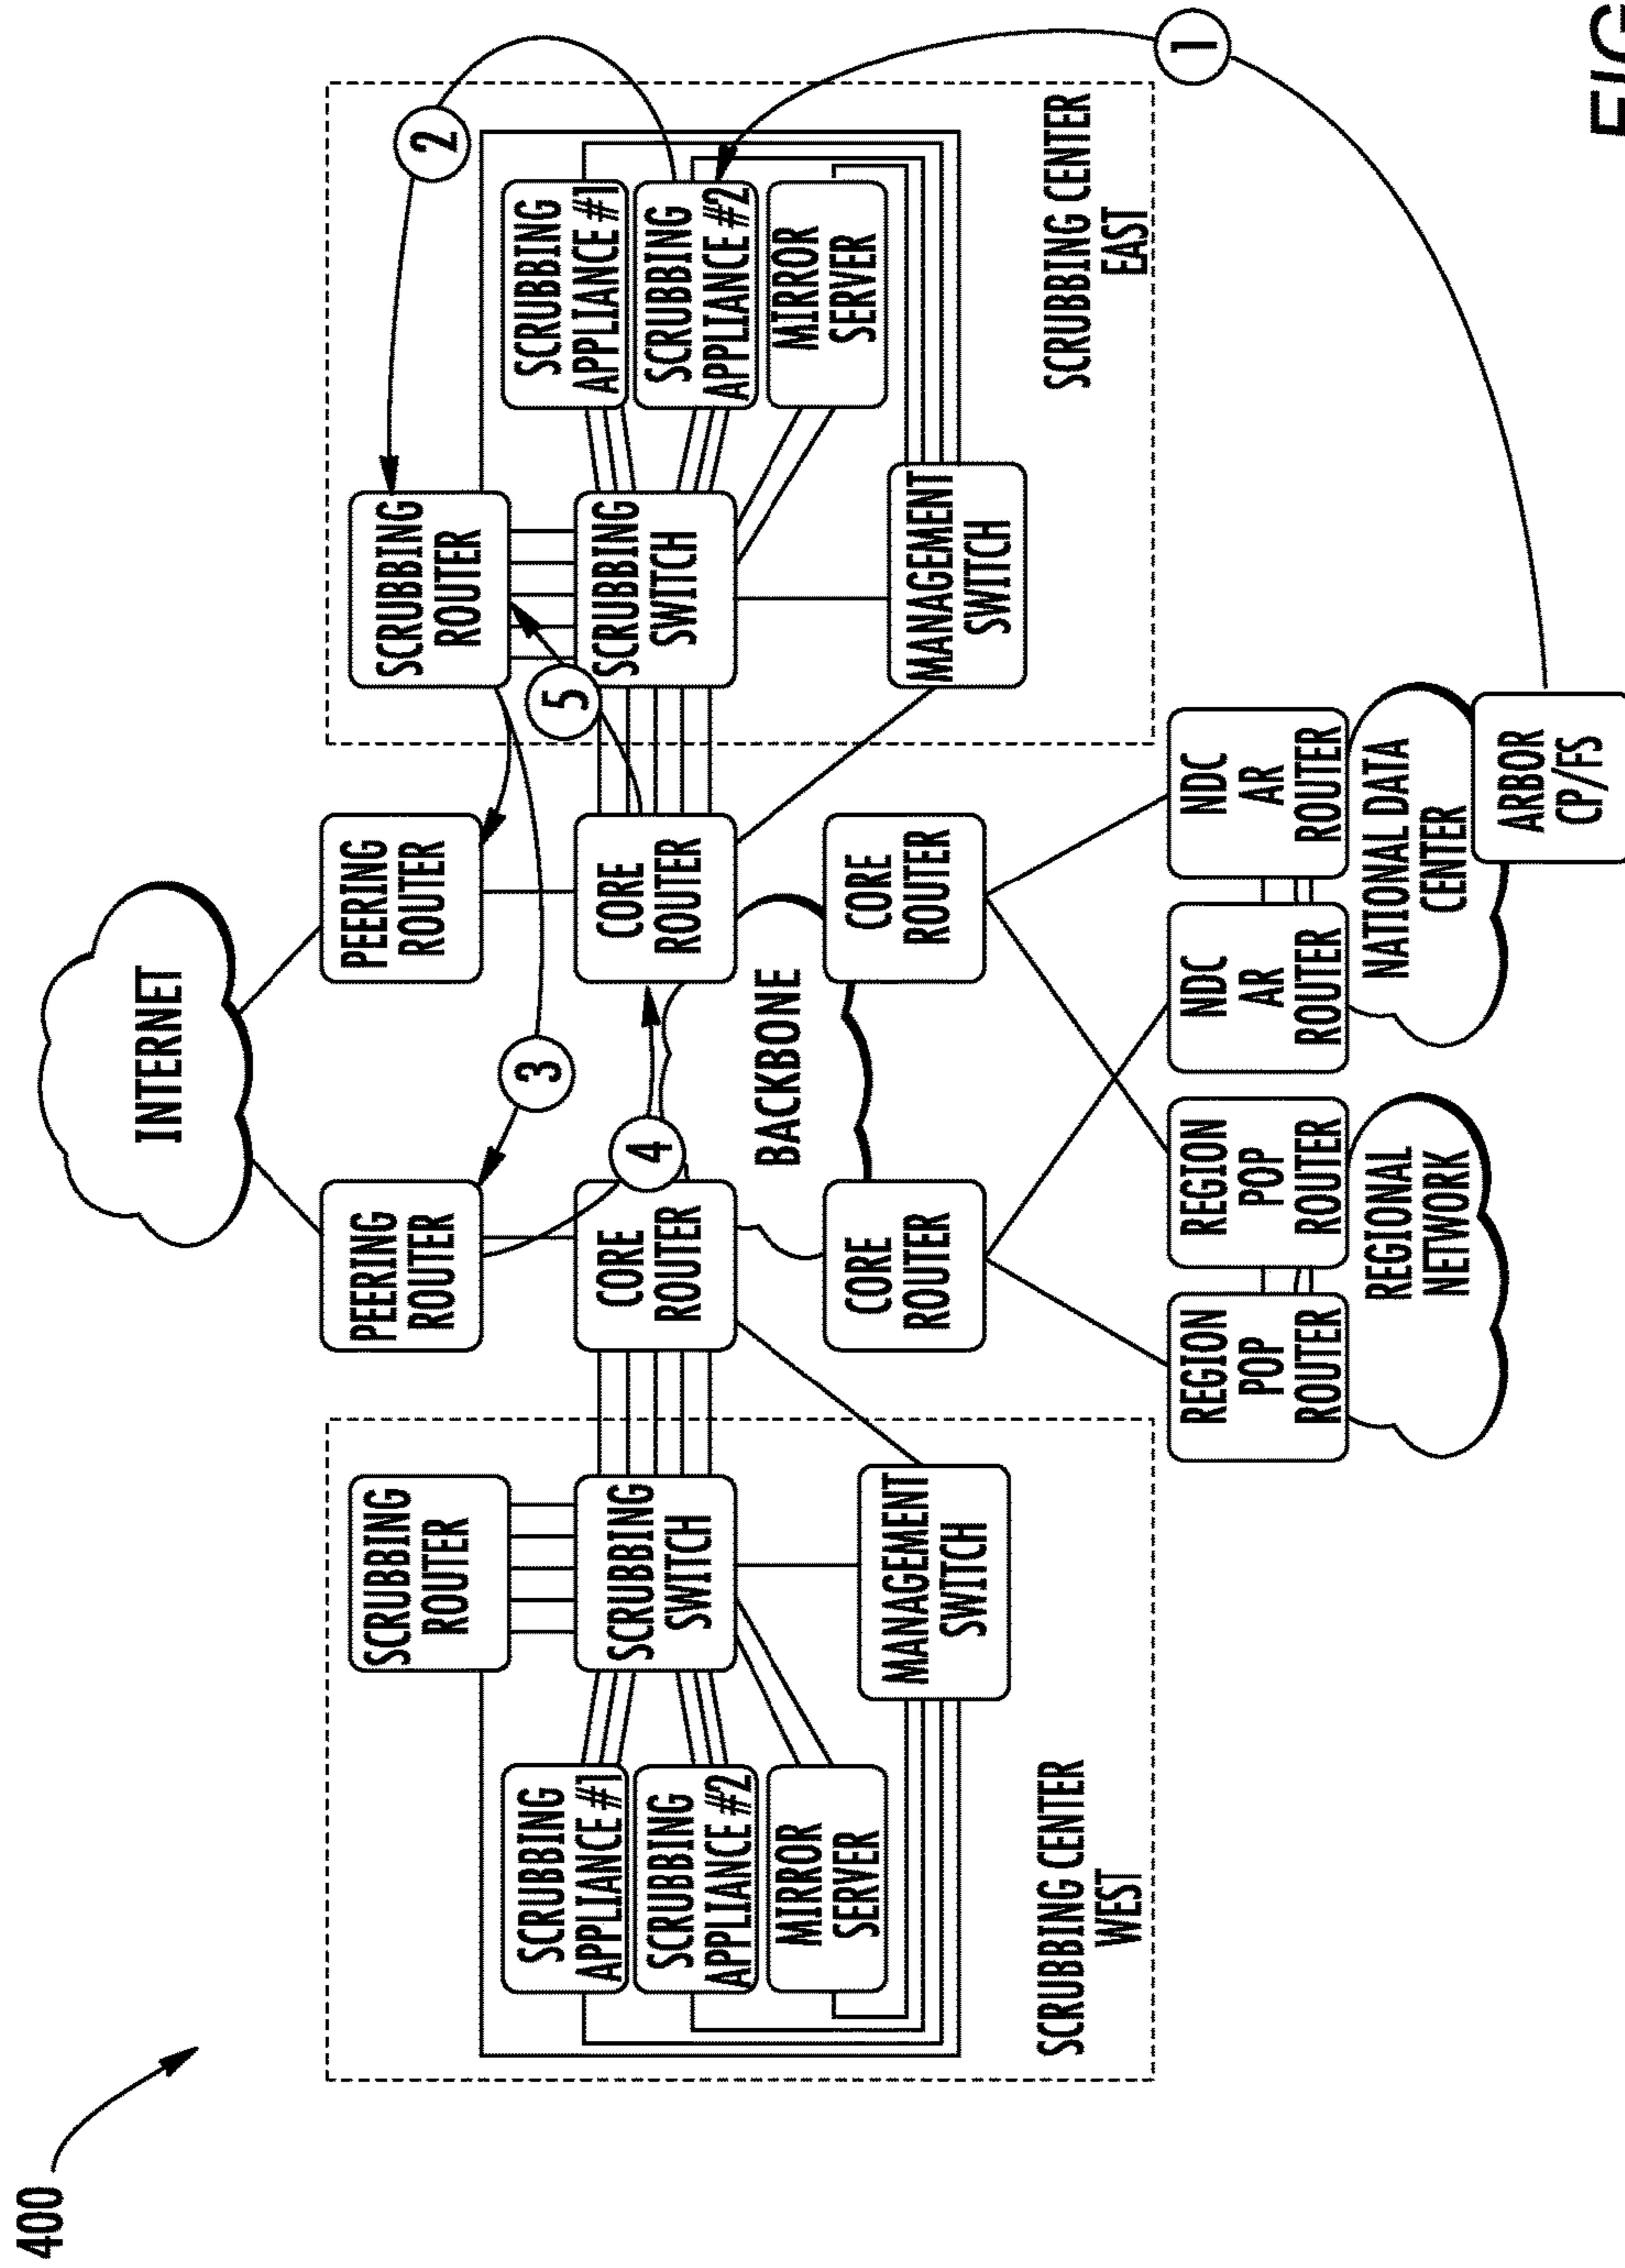 400
INTERNET
SCRUBBING
ROUTER
PEERING
ROUTER
PEERING
ROUTER
SCRUBBING
ROUTER
2
3
5
SCRUBBING
APPLIANCE #1
SCRUBBING
APPLIANCE #2
MIRROR
SERVER
SCRUBBING
SWITCH
CORE
ROUTER
4
CORE
ROUTER
SCRUBBING
SWITCH
SCRUBBING
APPLIANCE #1
SCRUBBING
APPLIANCE #2
MIRROR
SERVER
BACKBONE
MANAGEMENT
SWITCH
CORE
ROUTER
CORE
ROUTER
MANAGEMENT
SWITCH
SCRUBBING CENTER
WEST
SCRUBBING CENTER
EAST
1
REGION
POP
ROUTER
REGION
POP
ROUTER
NDC
AR
ROUTER
NDC
AR
ROUTER
REGIONAL
NETWORK
NATIONAL DATA
CENTER
ARBOR
CP/FS
FIG